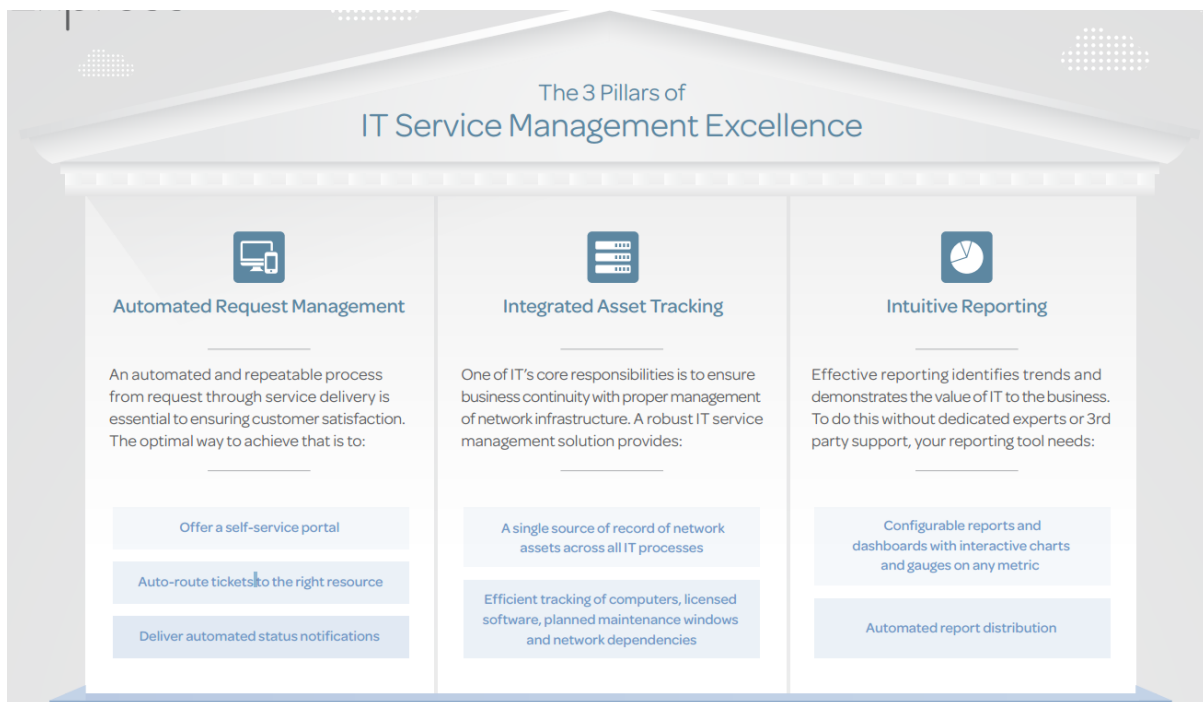 The 3 Pillars of
IT Service Management Excellence
Automated Request Management
An automated and repeatable process
from request through service delivery is
essential to ensuring customer satisfaction.
The optimal way to achieve that is to:
Offer a self-service portal
Auto-route tickets to the right resource
Deliver automated status notifications
Integrated Asset Tracking
One of IT's core responsibilities is to ensure
business continuity with proper management
of network infrastructure. A robust IT service
management solution provides:
A single source of record of network
assets across all IT processes
Efficient tracking of computers, licensed
software, planned maintenance windows
and network dependencies
Intuitive Reporting
Effective reporting identifies trends and
demonstrates the value of IT to the business.
To do this without dedicated experts or 3rd
party support, your reporting tool needs:
Configurable reports and
dashboards with interactive charts
and gauges on any metric
Automated report distribution